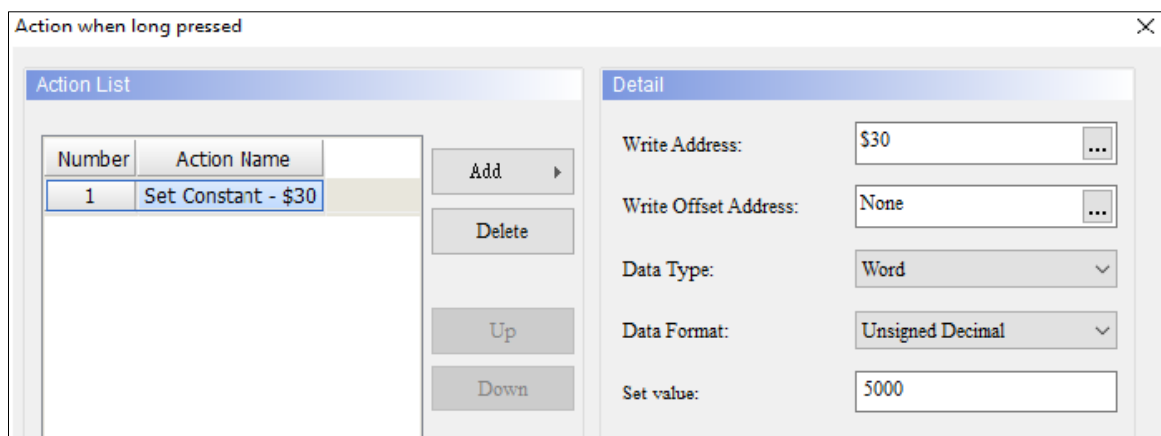 Action when long pressed
Action List
Number Action Name
1 Set Constant - $30
Add
Delete
Up
Down
Detail
Write Address: $30 ...
Write Offset Address: None ...
Data Type: Word
Data Format: Unsigned Decimal
Set value: 5000